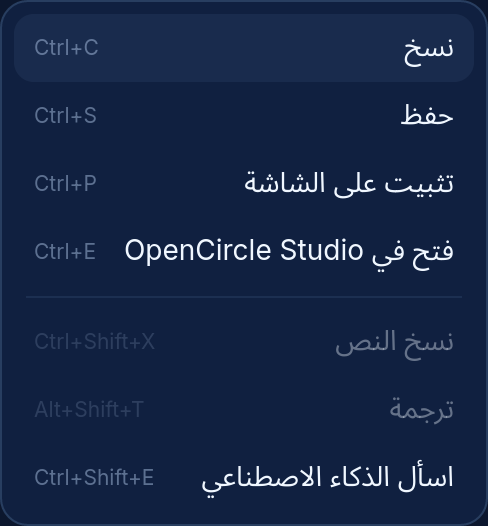 نسخ Ctrl+C
حفظ Ctrl+S
تثبيت على الشاشة Ctrl+P
فتح في OpenCircle Studio Ctrl+E
نسخ النص Ctrl+Shift+X
ترجمة Alt+Shift+T
اسأل الذكاء الاصطناعي Ctrl+Shift+E